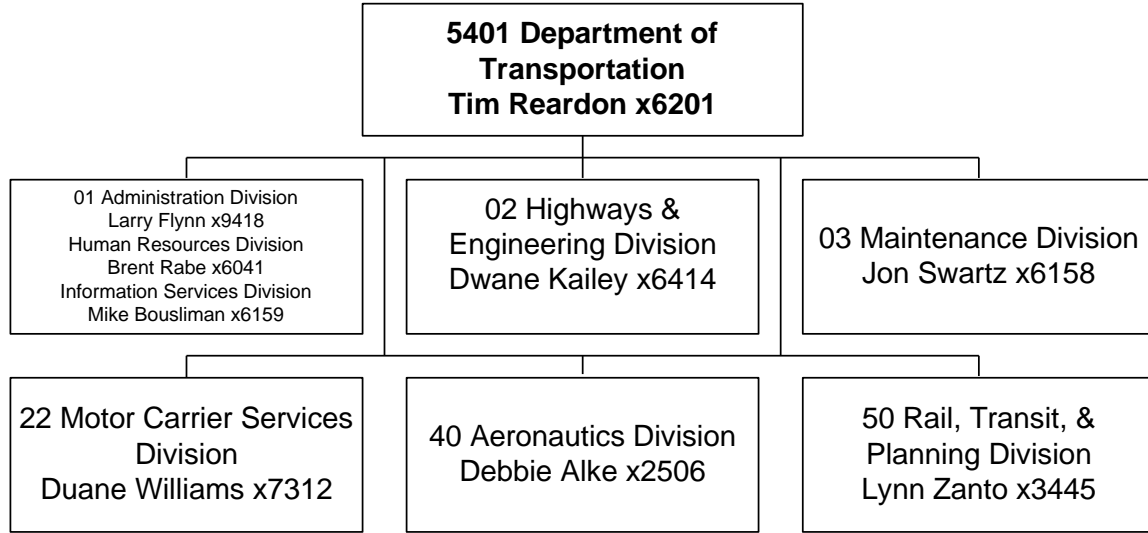 5401 Department of
Transportation
Tim Reardon x6201
01 Administration Division
Larry Flynn x9418
Human Resources Division
Brent Rabe x6041
Information Services Division
Mike Bousliman x6159
02 Highways &
Engineering Division
Dwane Kailey x6414
03 Maintenance Division
Jon Swartz x6158
22 Motor Carrier Services
Division
Duane Williams x7312
40 Aeronautics Division
Debbie Alke x2506
50 Rail, Transit, &
Planning Division
Lynn Zanto x3445